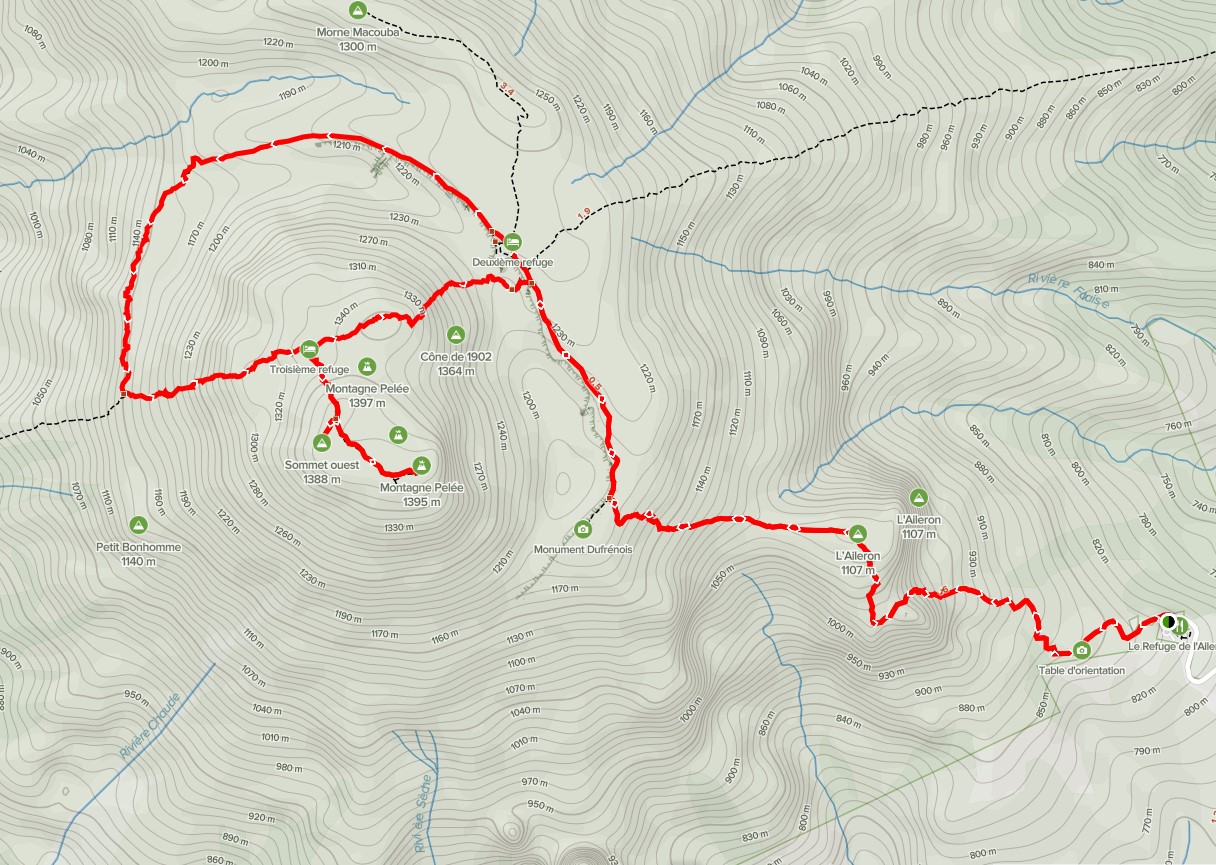 Morne Macouba
1300 m
1080 m
1220 m
1200 m
1190 m
3.4
1250 m
1220 m
1190 m
1160 m
1040 m
1020 m
990 m
1060 m
1080 m
1110 m
850 m
830 m
800 m
860 m
880 m
900 m
930 m
960 m
980 m
770 m
1040 m
1210 m
1220 m
1130 m
1.9
1150 m
1010 m
1080 m
1110 m
1140 m
1170 m
1200 m
1230 m
1270 m
1310 m
Deuxième refuge
840 m
810 m
Rivière Falaise
890 m
790 m
1330 m
1340 m
1030 m
990 m
1060 m
1090 m
1230 m
1230 m
Cône de 1902
1364 m
820 m
800 m
Troisième refuge
Montagne Pelée
1397 m
0.5
1220 m
940 m
960 m
1110 m
1050 m
1320 m
1200 m
1170 m
1120 m
760 m
1240 m
1300 m
850 m
810 m
800 m
Sommet ouest
1388 m
1270 m
1140 m
880 m
750 m
Montagne Pelée
1395 m
1070 m
1110 m
1160 m
1190 m
1220 m
1280 m
1260 m
1330 m
L'Aileron
1107 m
910 m
780 m
740 m
Petit Bonhomme
1140 m
Monument Dufrénois
L'Aileron
1107 m
930 m
820 m
1210 m
1230 m
1170 m
1050 m
1190 m
1170 m
1160 m
1130 m
1110 m
1100 m
1070 m
1070 m
1040 m
1040 m
1010 m
1010 m
1000 m
950 m
930 m
900 m
880 m
850 m
Le Refuge de l'Aile
Table d'orientation
820 m
800 m
900 m
880 m
950 m
Rivière Chaude
980 m
970 m
950 m
920 m
890 m
860 m
Rivière Sèche
1000 m
860 m
840 m
900 m
800 m
830 m
790 m
770 m
800 m